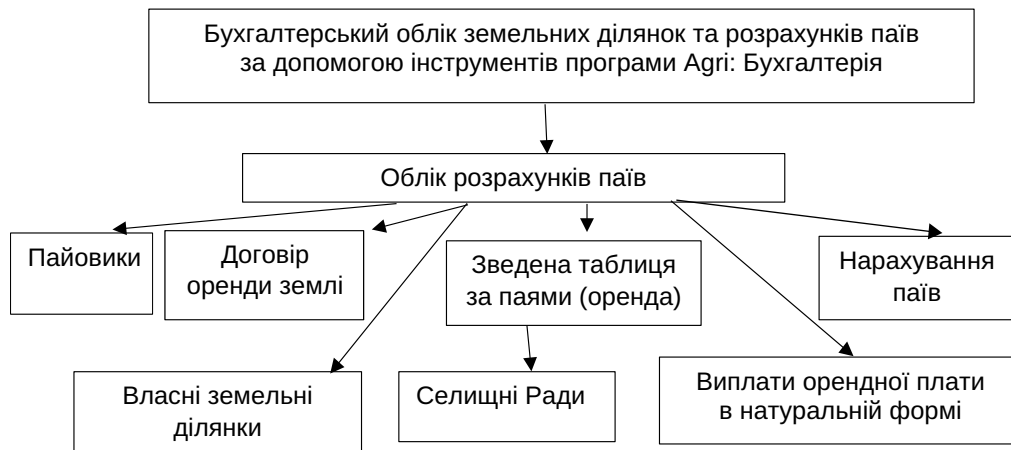 Бухгалтерський облік земельних ділянок та розрахунків паїв
за допомогою інструментів програми Agri: Бухгалтерія
Облік розрахунків паїв
Пайовики
Договір
оренди землі
Зведена таблиця
за паями (оренда)
Нарахування
паїв
Власні земельні
ділянки
Селищні Ради
Виплати орендної плати
в натуральній формі